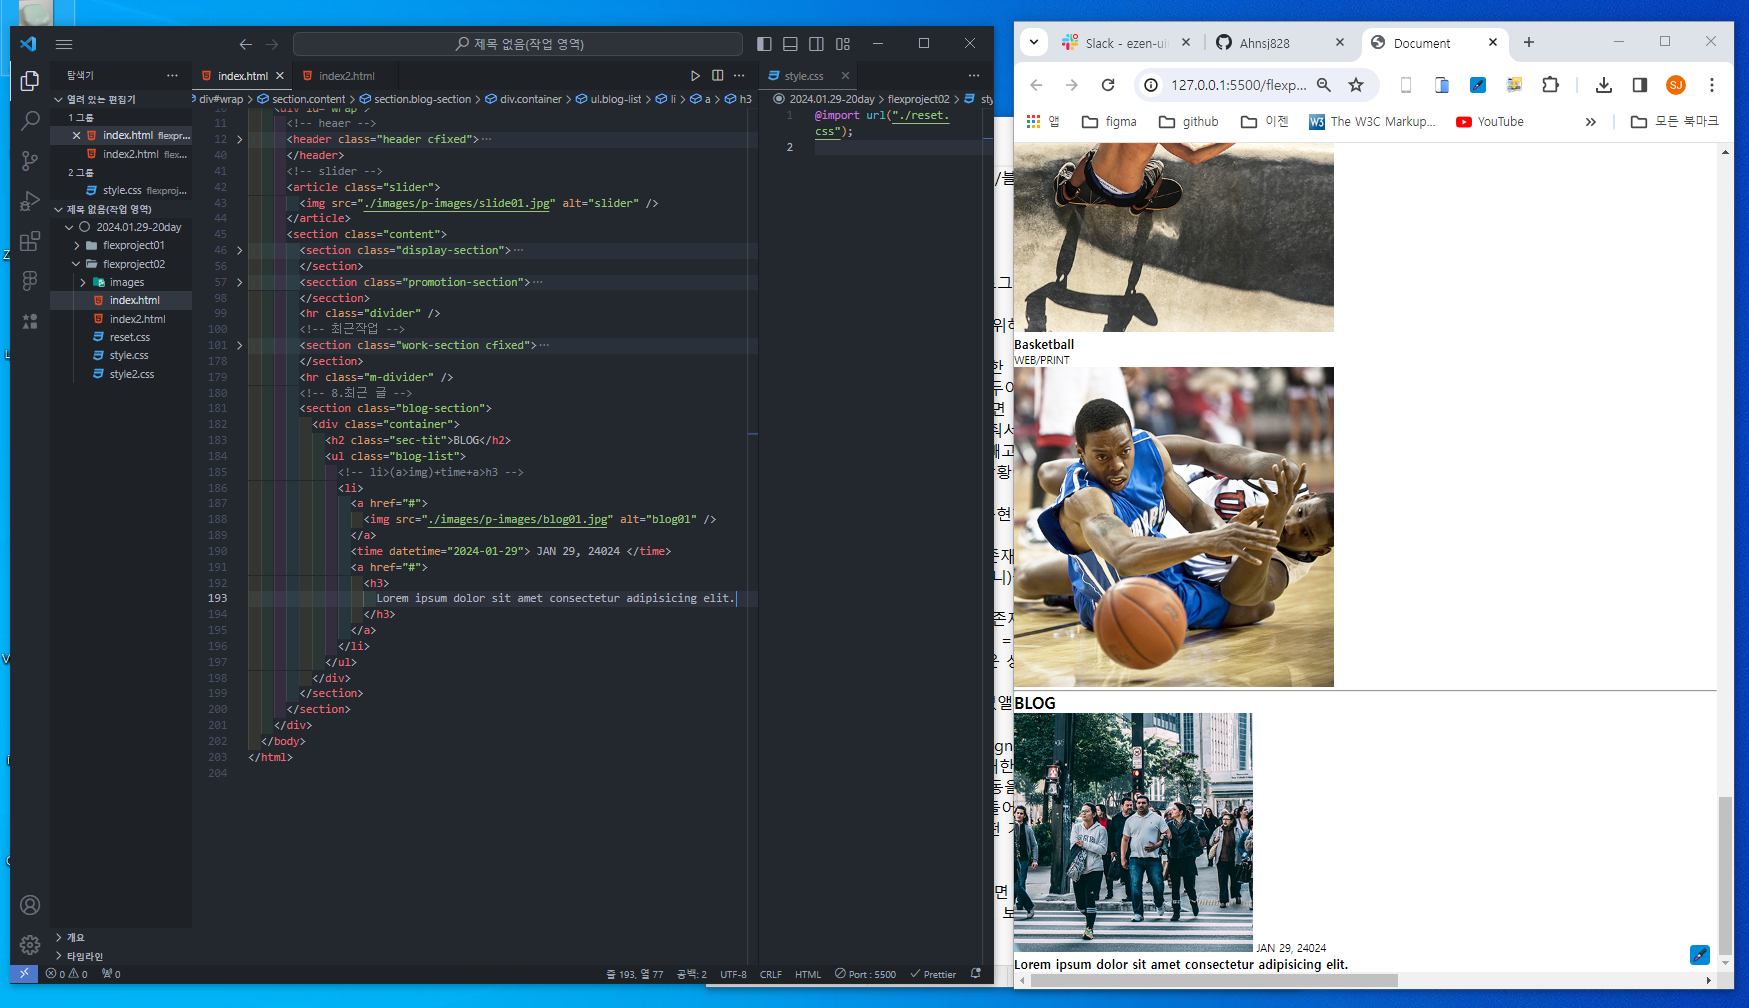 제목 없음(작업 영역)
탐색기
열려 있는 편집기
1 그룹
index.html flexpr...
index2.html flex...
2 그룹
style.css flexproj...
제목 없음(작업 영역)
2024.01.29-20day
flexproject01
flexproject02
images
index.html
index2.html
reset.css
style.css
style2.css
개요
타임라인
index.html
index2.html
div#wrap > section.content > section.blog-section > div.container > ul.blog-list > li > a > h3
11 <!-- heaer -->
12 <header class="header cfixed">…
40 </header>
41 <!-- slider -->
42 <article class="slider">
43 <img src="./images/p-images/slide01.jpg" alt="slider" />
44 </article>
45 <section class="content">
46 <section class="display-section">…
56 </section>
57 <secction class="promotion-section">…
98 </secction>
99 <hr class="divider" />
100 <!-- 최근작업 -->
101 <section class="work-section cfixed">…
178 </section>
179 <hr class="m-divider" />
180 <!-- 8.최근 글 -->
181 <section class="blog-section">
182 <div class="container">
183 <h2 class="sec-tit">BLOG</h2>
184 <ul class="blog-list">
185 <!-- li>(a>img)+time+a>h3 -->
186 <li>
187 <a href="#">
188 <img src="./images/p-images/blog01.jpg" alt="blog01" />
189 </a>
190 <time datetime="2024-01-29"> JAN 29, 24024 </time>
191 <a href="#">
192 <h3>
193 Lorem ipsum dolor sit amet consectetur adipisicing elit.
194 </h3>
195 </a>
196 </li>
197 </ul>
198 </div>
199 </section>
200 </section>
201 </div>
202 </body>
203 </html>
204
style.css
2024.01.29-20day > flexproject02 > sty
1 @import url("./reset.
css");
2
0 0 0
줄 193, 열 77 공백: 2 UTF-8 CRLF HTML Port : 5500 Prettier
Slack - ezen-ui
Ahnsj828
Document
127.0.0.1:5500/flexp...
SJ
앱 figma github 이젠 The W3C Markup... YouTube 모든 북마크
Basketball
WEB/PRINT
BLOG
JAN 29, 24024
Lorem ipsum dolor sit amet consectetur adipisicing elit.